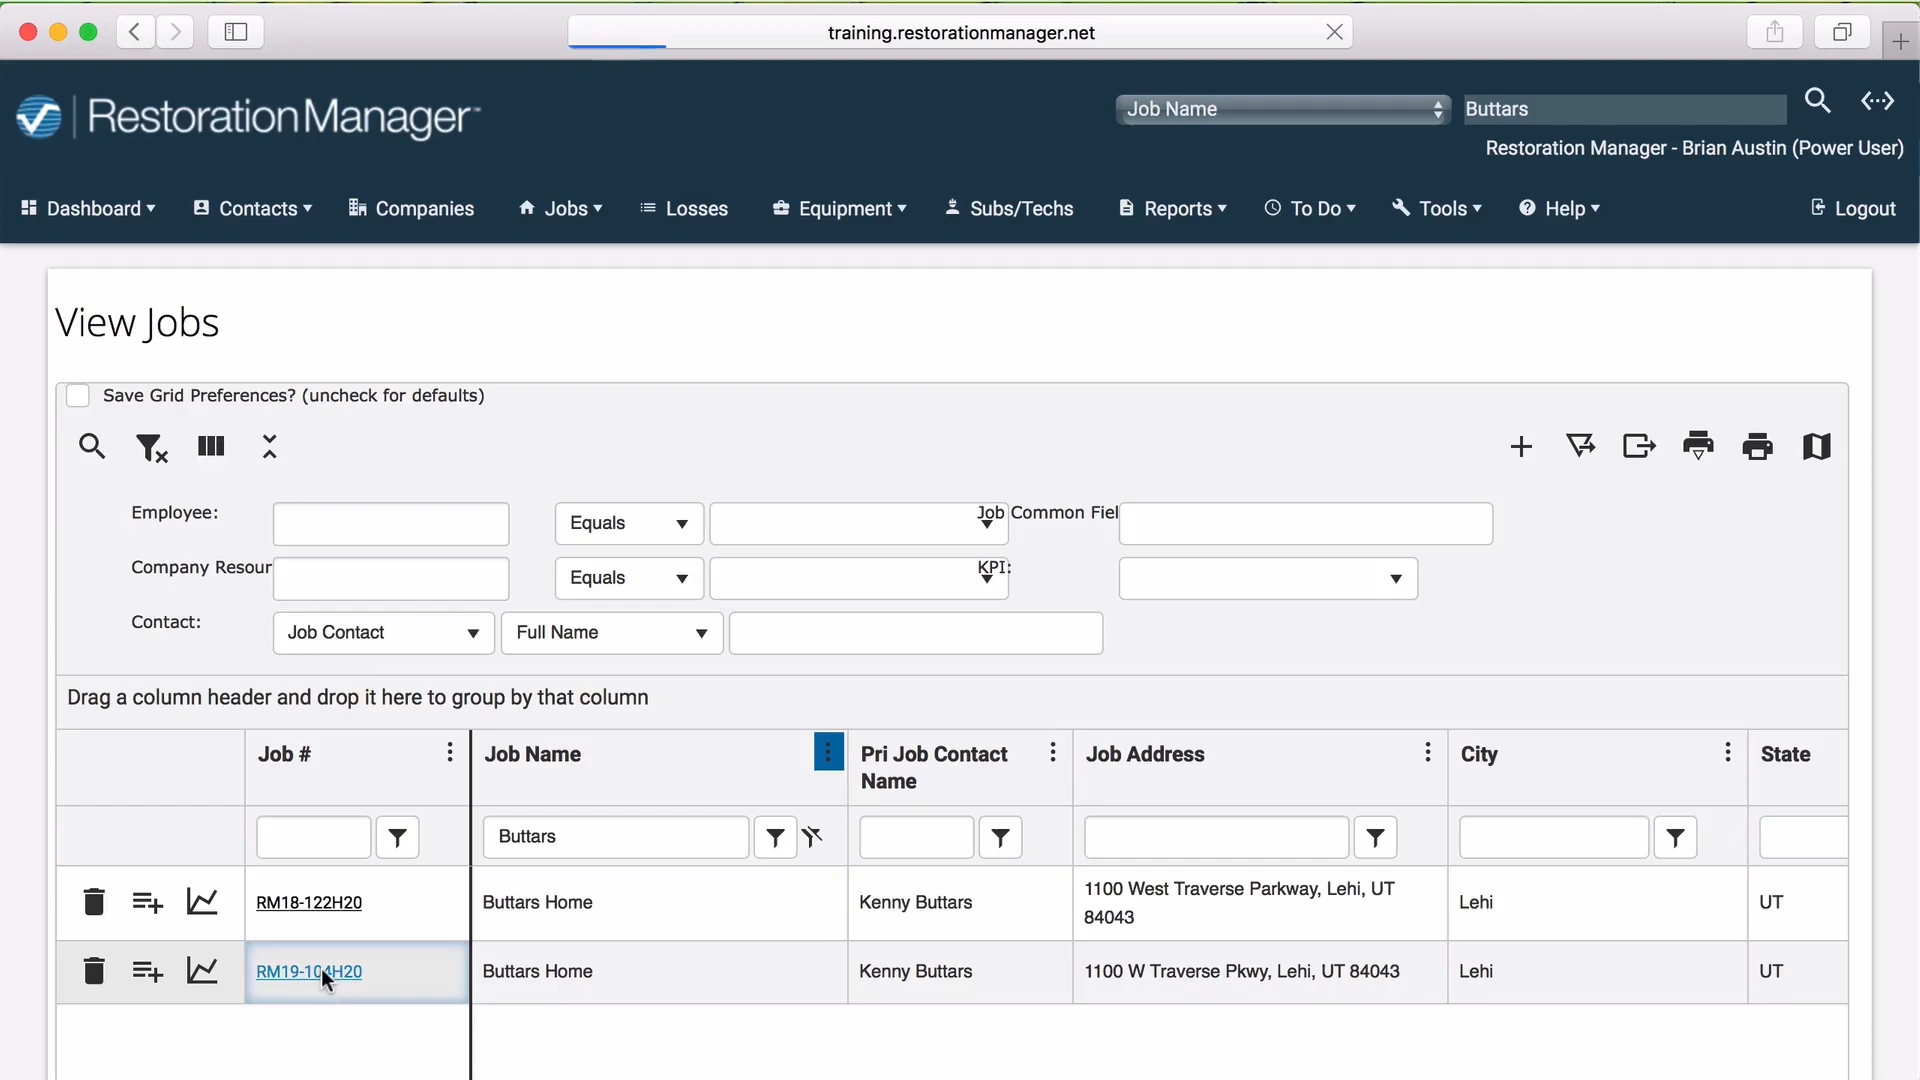 training.restorationmanager.net
RestorationManager
Job Name
Buttars
Restoration Manager - Brian Austin (Power User)
Dashboard
Contacts
Companies
Jobs
Losses
Equipment
Subs/Techs
Reports
To Do
Tools
Help
Logout
View Jobs
Save Grid Preferences? (uncheck for defaults)
Employee:
Equals
Job Common Fiel
Company Resour
Equals
KPI:
Contact:
Job Contact
Full Name
Drag a column header and drop it here to group by that column
Job #
Job Name
Pri Job Contact
Name
Job Address
City
State
Buttars
RM18-122H20
Buttars Home
Kenny Buttars
1100 West Traverse Parkway, Lehi, UT
84043
Lehi
UT
RM19-104H20
Buttars Home
Kenny Buttars
1100 W Traverse Pkwy, Lehi, UT 84043
Lehi
UT